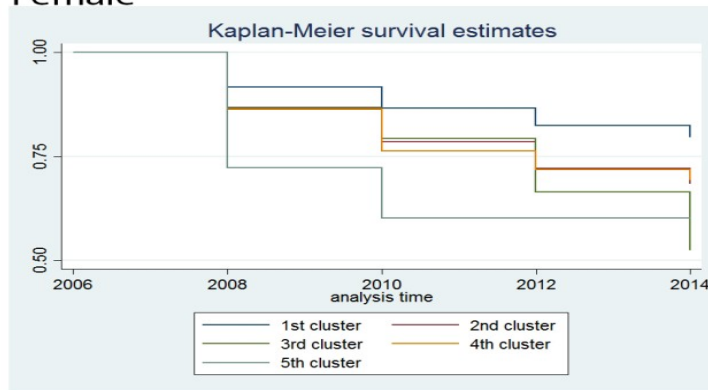 Female
Kaplan-Meier survival estimates
1.00
0.75
0.50
2006 2008 2010 2012 2014
analysis time
1st cluster 2nd cluster
3rd cluster 4th cluster
5th cluster